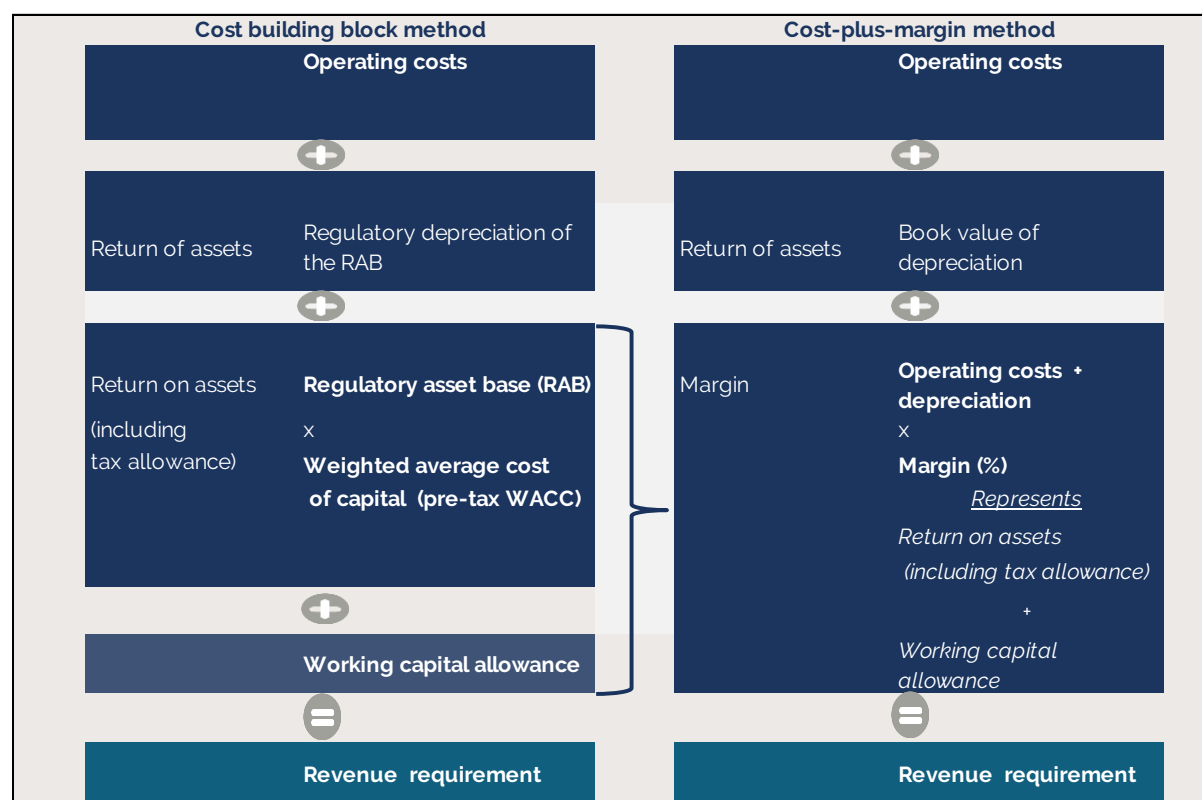 Cost building block method
Operating costs
Return of assets
Regulatory depreciation of
the RAB
Return on assets
(including
tax allowance)
Regulatory asset base (RAB)
x
Weighted average cost
of capital (pre-tax WACC)
Working capital allowance
Revenue requirement
Cost-plus-margin method
Operating costs
Return of assets
Book value of
depreciation
Margin
Operating costs +
depreciation
x
Margin (%)
Represents
Return on assets
(including tax allowance)
+
Working capital
allowance
Revenue requirement